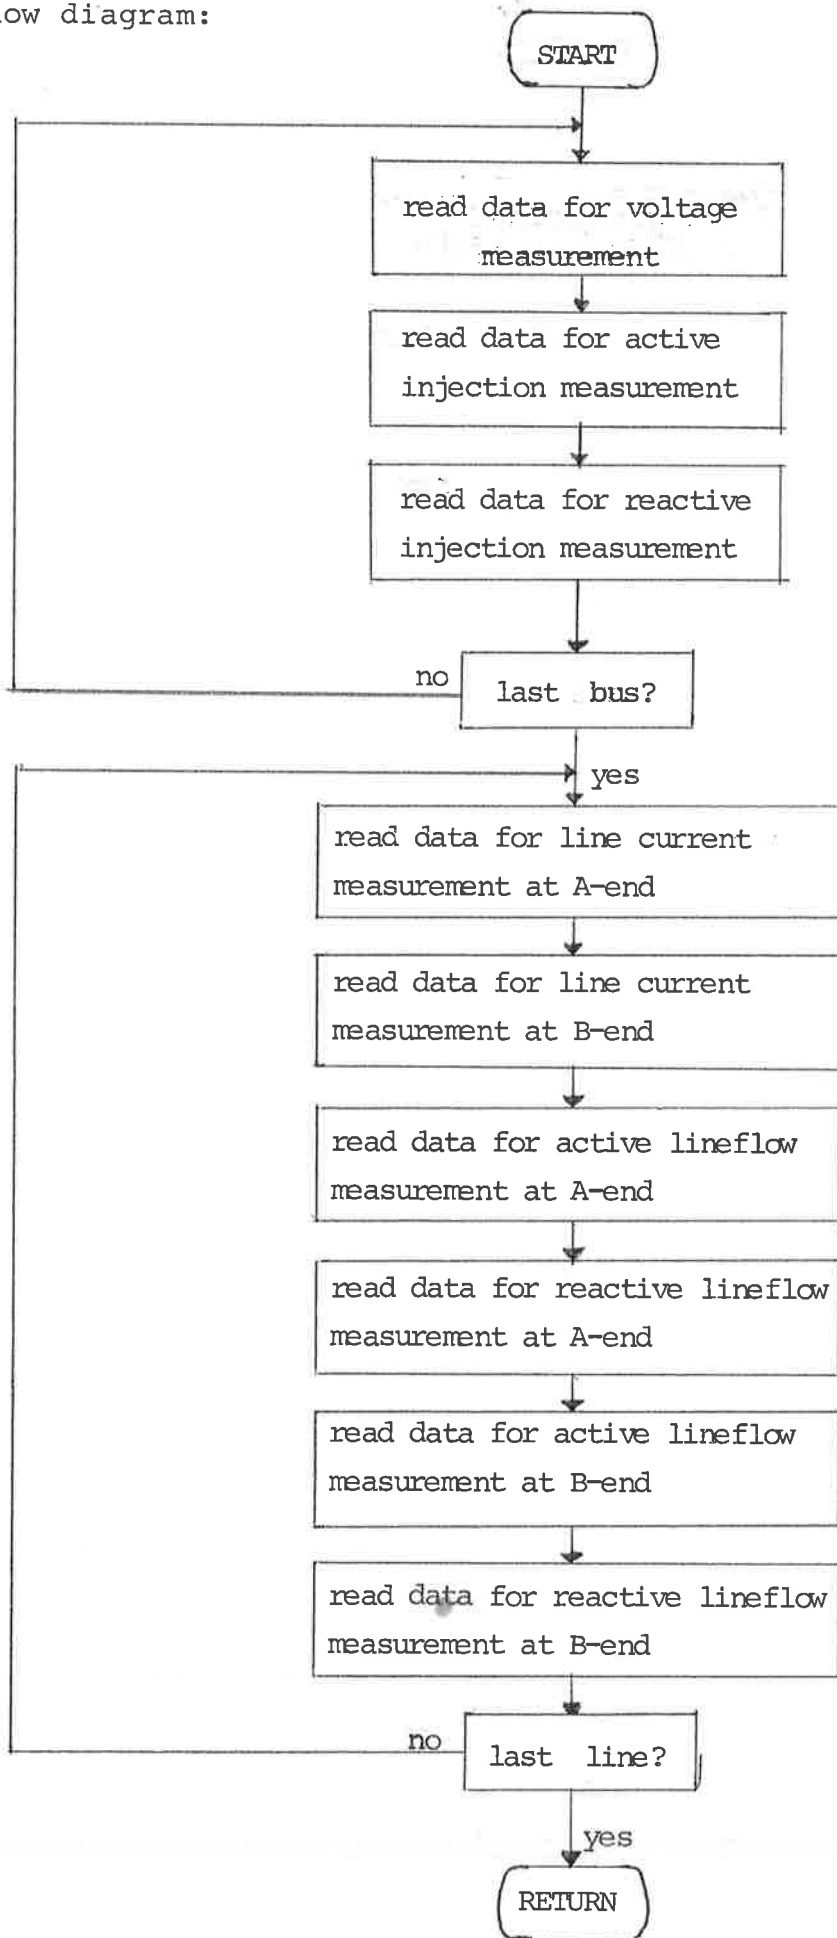 ow diagram:
START
read data for voltage
measurement
read data for active
injection measurement
read data for reactive
injection measurement
no
last bus?
yes
read data for line current
measurement at A-end
read data for line current
measurement at B-end
read data for active lineflow
measurement at A-end
read data for reactive lineflow
measurement at A-end
read data for active lineflow
measurement at B-end
read data for reactive lineflow
measurement at B-end
no
last line?
yes
RETURN